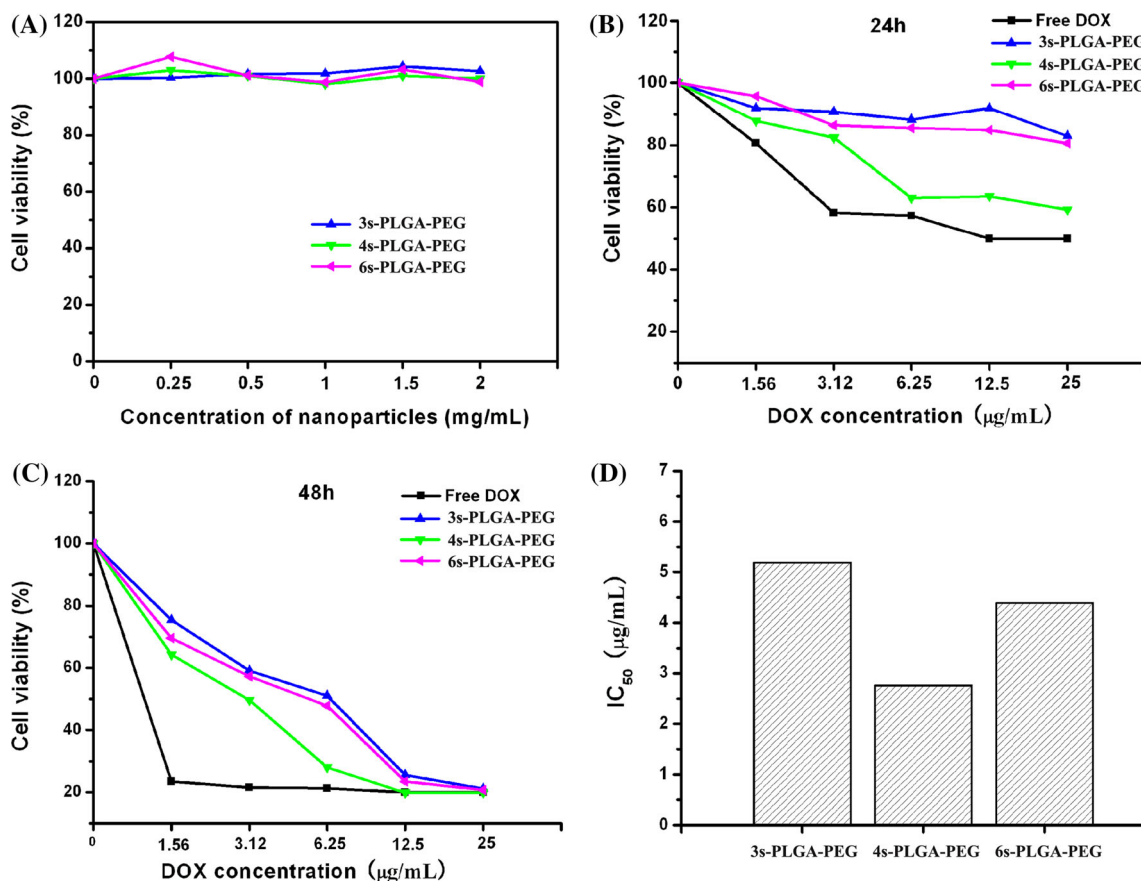 (A)
120
100
80
60
40
20
0
Cell viability (%)
3s-PLGA-PEG
4s-PLGA-PEG
6s-PLGA-PEG
0 0.25 0.5 1 1.5 2
Concentration of nanoparticles (mg/mL)
(B)
24h
120
100
80
60
40
20
Cell viability (%)
Free DOX
3s-PLGA-PEG
4s-PLGA-PEG
6s-PLGA-PEG
0 1.56 3.12 6.25 12.5 25
DOX concentration (μg/mL)
(C)
48h
120
100
80
60
40
20
Cell viability (%)
Free DOX
3s-PLGA-PEG
4s-PLGA-PEG
6s-PLGA-PEG
0 1.56 3.12 6.25 12.5 25
DOX concentration (μg/mL)
(D)
7
6
5
4
3
2
1
0
IC50 (μg/mL)
3s-PLGA-PEG 4s-PLGA-PEG 6s-PLGA-PEG